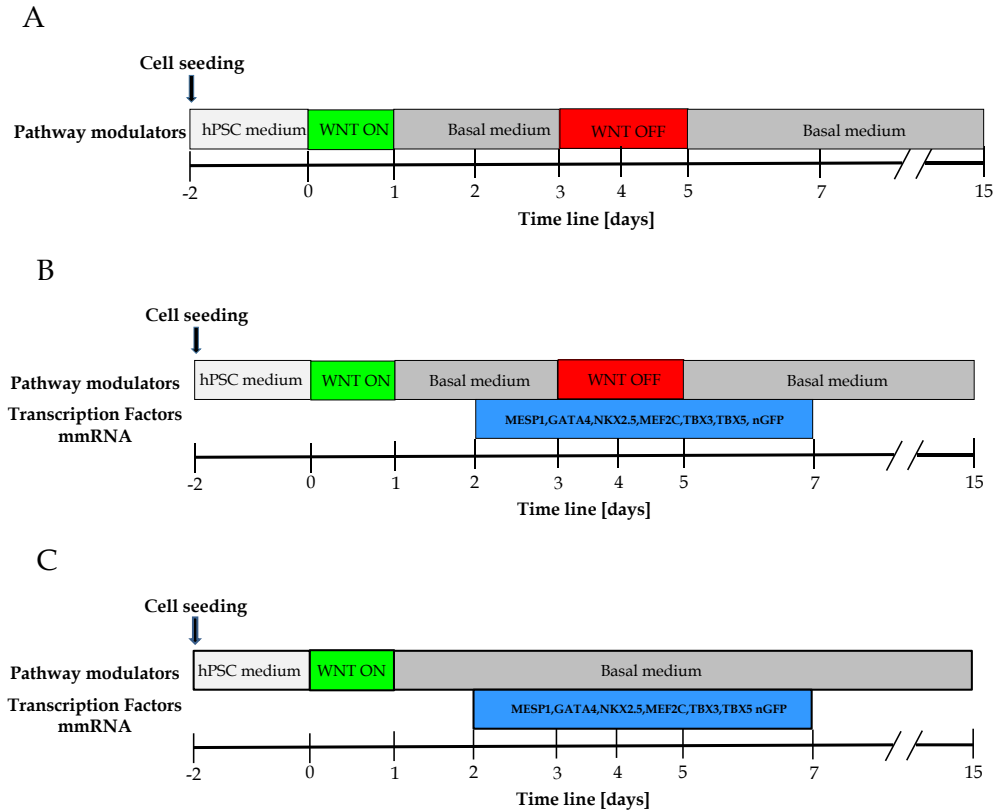 A
Cell seeding
Pathway modulators
hPSC medium
WNT ON
Basal medium
WNT OFF
Basal medium
-2 0 1 2 3 4 5 7 15
Time line [days]
B
Cell seeding
Pathway modulators
hPSC medium
WNT ON
Basal medium
WNT OFF
Basal medium
Transcription Factors
mmRNA
MESP1,GATA4,NKX2.5,MEF2C,TBX3,TBX5, nGFP
-2 0 1 2 3 4 5 7 15
Time line [days]
C
Cell seeding
Pathway modulators
hPSC medium
WNT ON
Basal medium
Transcription Factors
mmRNA
MESP1,GATA4,NKX2.5,MEF2C,TBX3,TBX5 nGFP
-2 0 1 2 3 4 5 7 15
Time line [days]